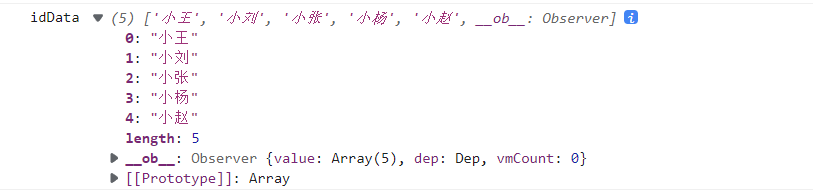 idData ▼ (5) ['小王', '小刘', '小张', '小杨', '小赵', __ob__: Observer] i
0: "小王"
1: "小刘"
2: "小张"
3: "小杨"
4: "小赵"
length: 5
▶ __ob__: Observer {value: Array(5), dep: Dep, vmCount: 0}
▶ [[Prototype]]: Array